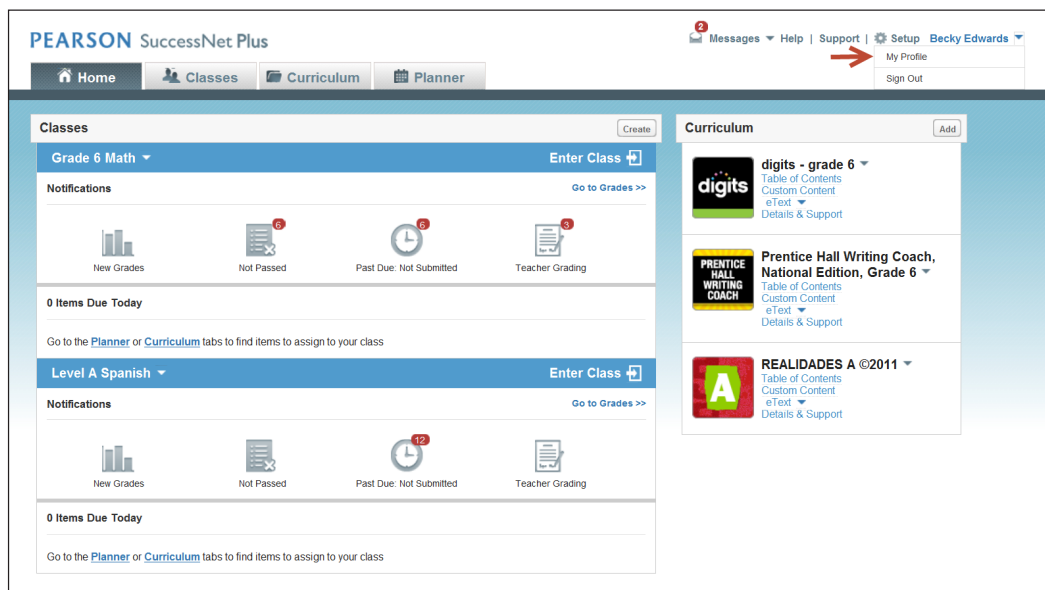 PEARSON SuccessNet Plus
2
Messages Help | Support | Setup Becky Edwards
My Profile
Sign Out
Home Classes Curriculum Planner
Classes Create
Grade 6 Math Enter Class
Notifications Go to Grades >>
6 6 3
New Grades Not Passed Past Due: Not Submitted Teacher Grading
0 Items Due Today
Go to the Planner or Curriculum tabs to find items to assign to your class
Level A Spanish Enter Class
Notifications Go to Grades >>
12
New Grades Not Passed Past Due: Not Submitted Teacher Grading
0 Items Due Today
Go to the Planner or Curriculum tabs to find items to assign to your class
Curriculum Add
digits
digits - grade 6
Table of Contents
Custom Content
eText
Details & Support
PRENTICE
HALL
WRITING
COACH
Prentice Hall Writing Coach,
National Edition, Grade 6
Table of Contents
Custom Content
eText
Details & Support
A
REALIDADES A ©2011
Table of Contents
Custom Content
eText
Details & Support